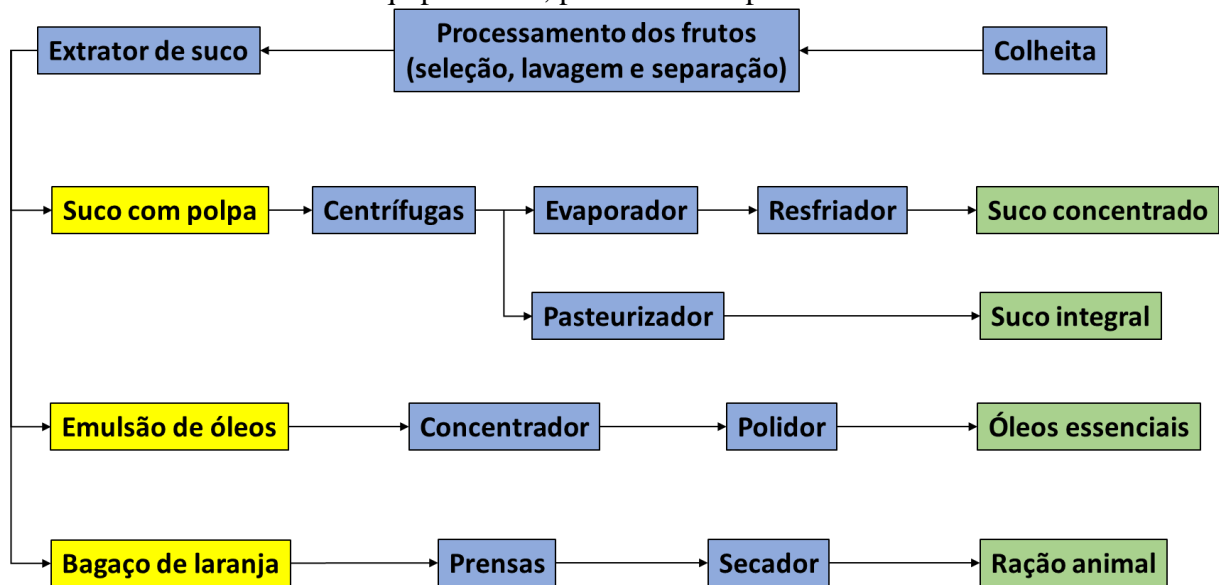 Extrator de suco
Processamento dos frutos
(seleção, lavagem e separação)
Colheita
Suco com polpa
Centrífugas
Evaporador
Resfriador
Suco concentrado
Pasteurizador
Suco integral
Emulsão de óleos
Concentrador
Polidor
Óleos essenciais
Bagaço de laranja
Prensas
Secador
Ração animal